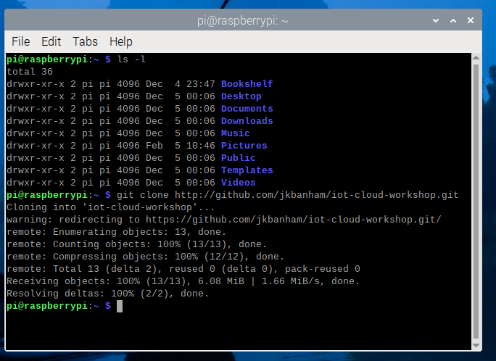 pi@raspberrypi: ~
File Edit Tabs Help
pi@raspberrypi:~ $ ls -l
total 36
drwxr-xr-x 2 pi pi 4096 Dec  4 23:47 Bookshelf
drwxr-xr-x 2 pi pi 4096 Dec  5 00:06 Desktop
drwxr-xr-x 2 pi pi 4096 Dec  5 00:06 Documents
drwxr-xr-x 2 pi pi 4096 Dec  5 00:06 Downloads
drwxr-xr-x 2 pi pi 4096 Dec  5 00:06 Music
drwxr-xr-x 2 pi pi 4096 Feb  5 10:46 Pictures
drwxr-xr-x 2 pi pi 4096 Dec  5 00:06 Public
drwxr-xr-x 2 pi pi 4096 Dec  5 00:06 Templates
drwxr-xr-x 2 pi pi 4096 Dec  5 00:06 Videos
pi@raspberrypi:~ $ git clone http://github.com/jkbanham/iot-cloud-workshop.git
Cloning into 'iot-cloud-workshop'...
warning: redirecting to https://github.com/jkbanham/iot-cloud-workshop.git/
remote: Enumerating objects: 13, done.
remote: Counting objects: 100% (13/13), done.
remote: Compressing objects: 100% (12/12), done.
remote: Total 13 (delta 2), reused 0 (delta 0), pack-reused 0
Receiving objects: 100% (13/13), 6.08 MiB | 1.66 MiB/s, done.
Resolving deltas: 100% (2/2), done.
pi@raspberrypi:~ $